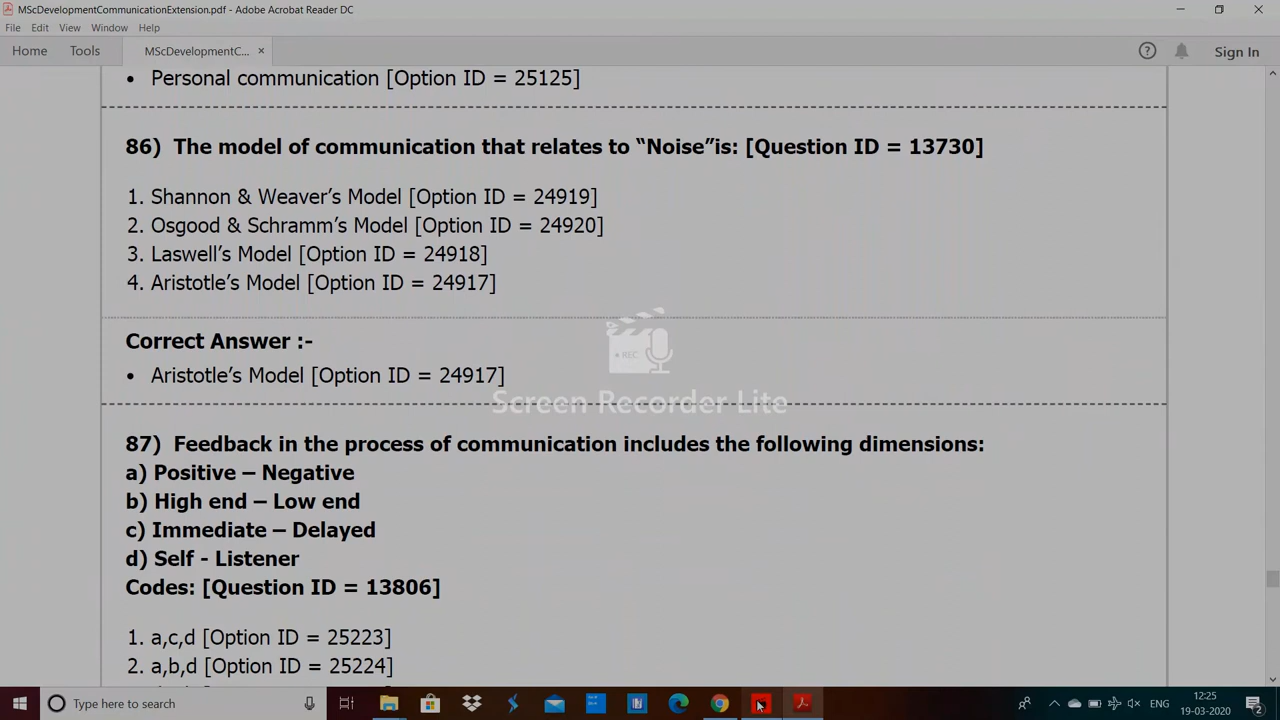 MScDevelopmentCommunicationExtension.pdf - Adobe Acrobat Reader DC
File Edit View Window Help
Home Tools MScDevelopmentC... × Sign In
• Personal communication [Option ID = 25125]
86) The model of communication that relates to “Noise”is: [Question ID = 13730]
1. Shannon & Weaver’s Model [Option ID = 24919]
2. Osgood & Schramm’s Model [Option ID = 24920]
3. Laswell’s Model [Option ID = 24918]
4. Aristotle’s Model [Option ID = 24917]
Correct Answer :-
• REC
• Aristotle’s Model [Option ID = 24917]
Screen Recorder Lite
87) Feedback in the process of communication includes the following dimensions:
a) Positive – Negative
b) High end – Low end
c) Immediate – Delayed
d) Self - Listener
Codes: [Question ID = 13806]
1. a,c,d [Option ID = 25223]
2. a,b,d [Option ID = 25224]
Type here to search ENG 12:25
19-03-2020 2